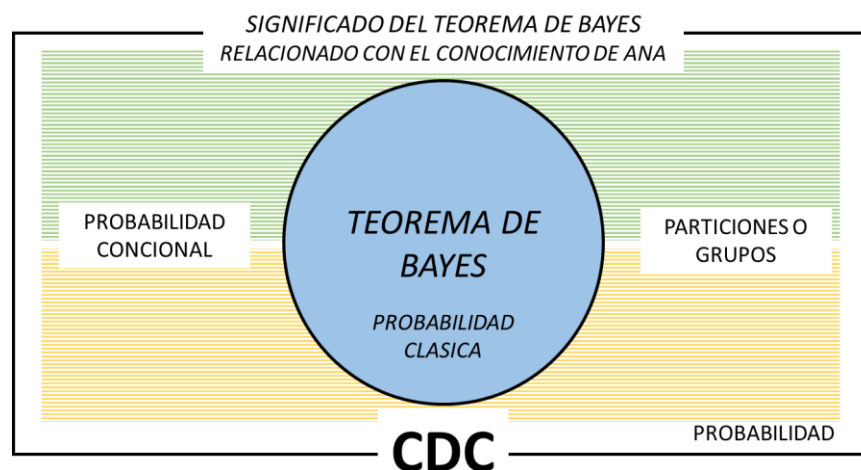 SIGNIFICADO DEL TEOREMA DE BAYES
RELACIONADO CON EL CONOCIMIENTO DE ANA
PROBABILIDAD
CONCIONAL
TEOREMA DE
BAYES
PROBABILIDAD
CLASICA
PARTICIONES O
GRUPOS
PROBABILIDAD
CDC